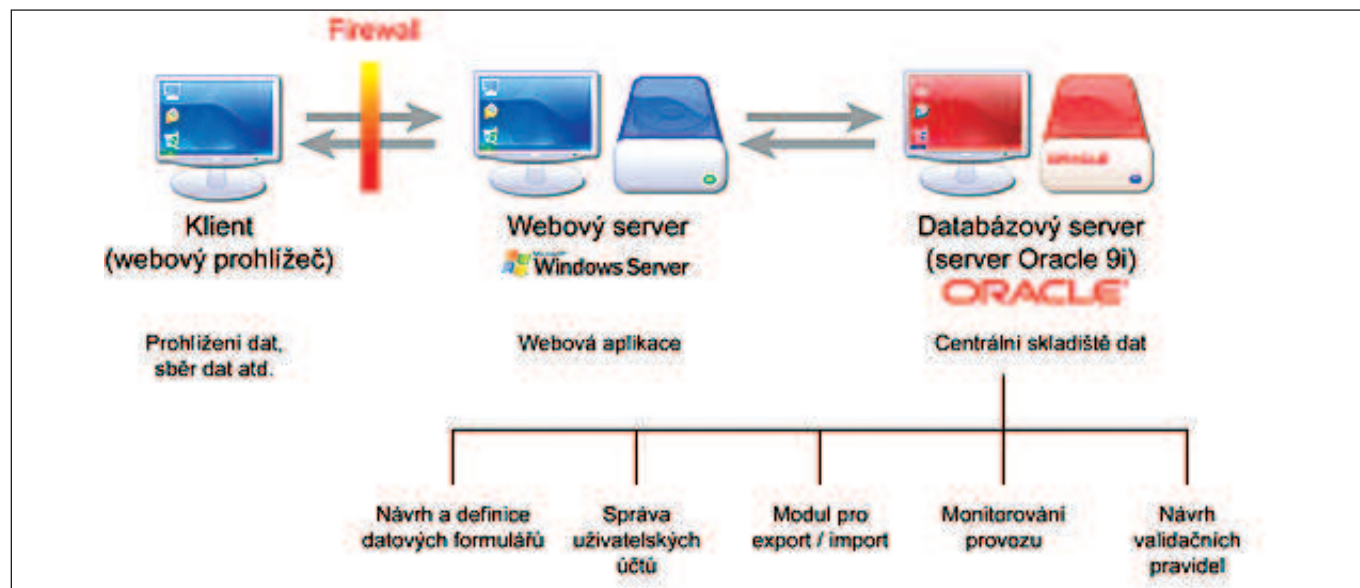 Firewall
ORACLE
Klient
(webový prohlížeč)
Webový server
Microsoft
Windows Server
Databázový server
(server Oracle 9i)
ORACLE
Prohlížení dat,
sběr dat atd.
Webová aplikace
Centrální skladiště dat
Návrh a definice
datových formulářů
Správa
uživatelských
účtů
Modul pro
export / import
Monitorování
provozu
Návrh
validačních
pravidel